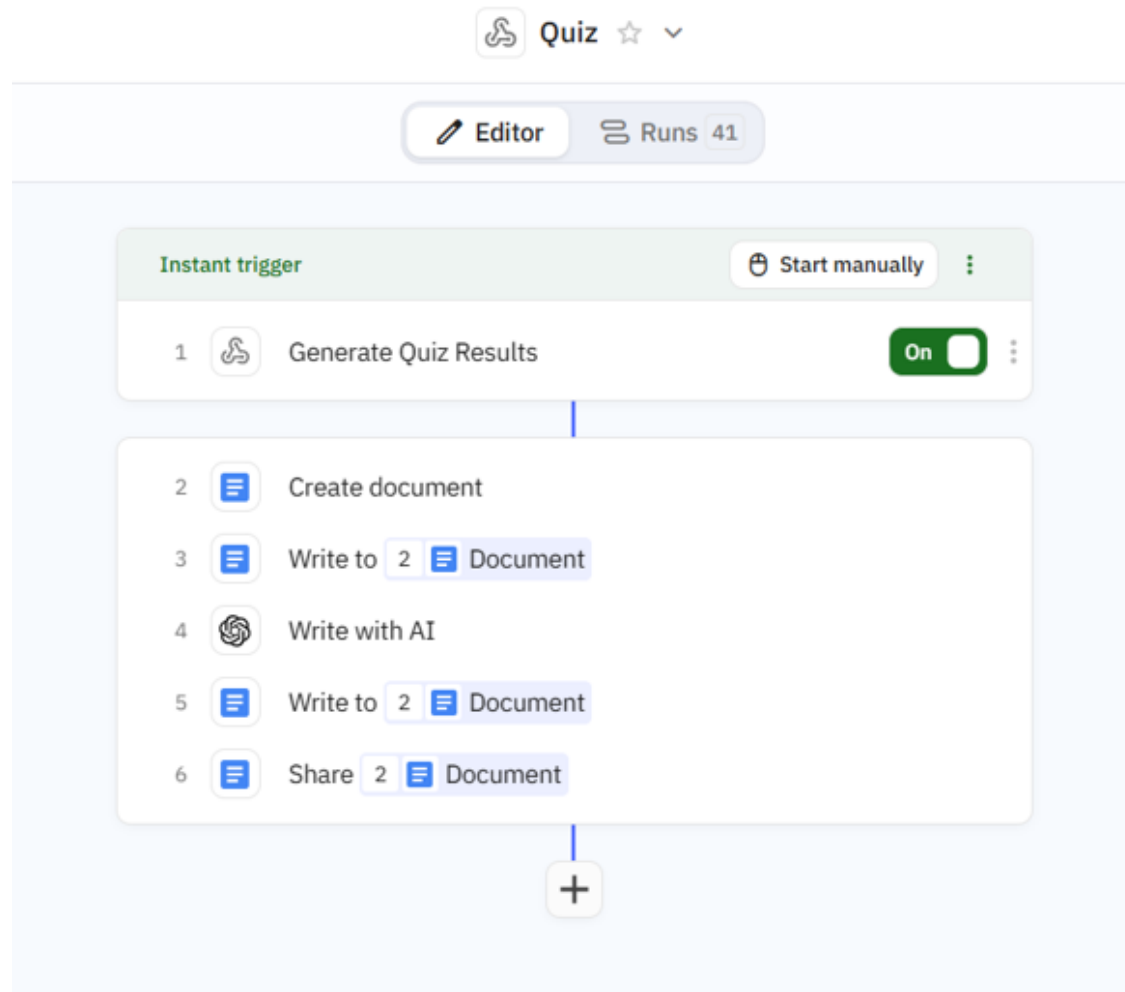 Quiz
Editor Runs 41
Instant trigger Start manually
1 Generate Quiz Results On
2 Create document
3 Write to 2 Document
4 Write with AI
5 Write to 2 Document
6 Share 2 Document